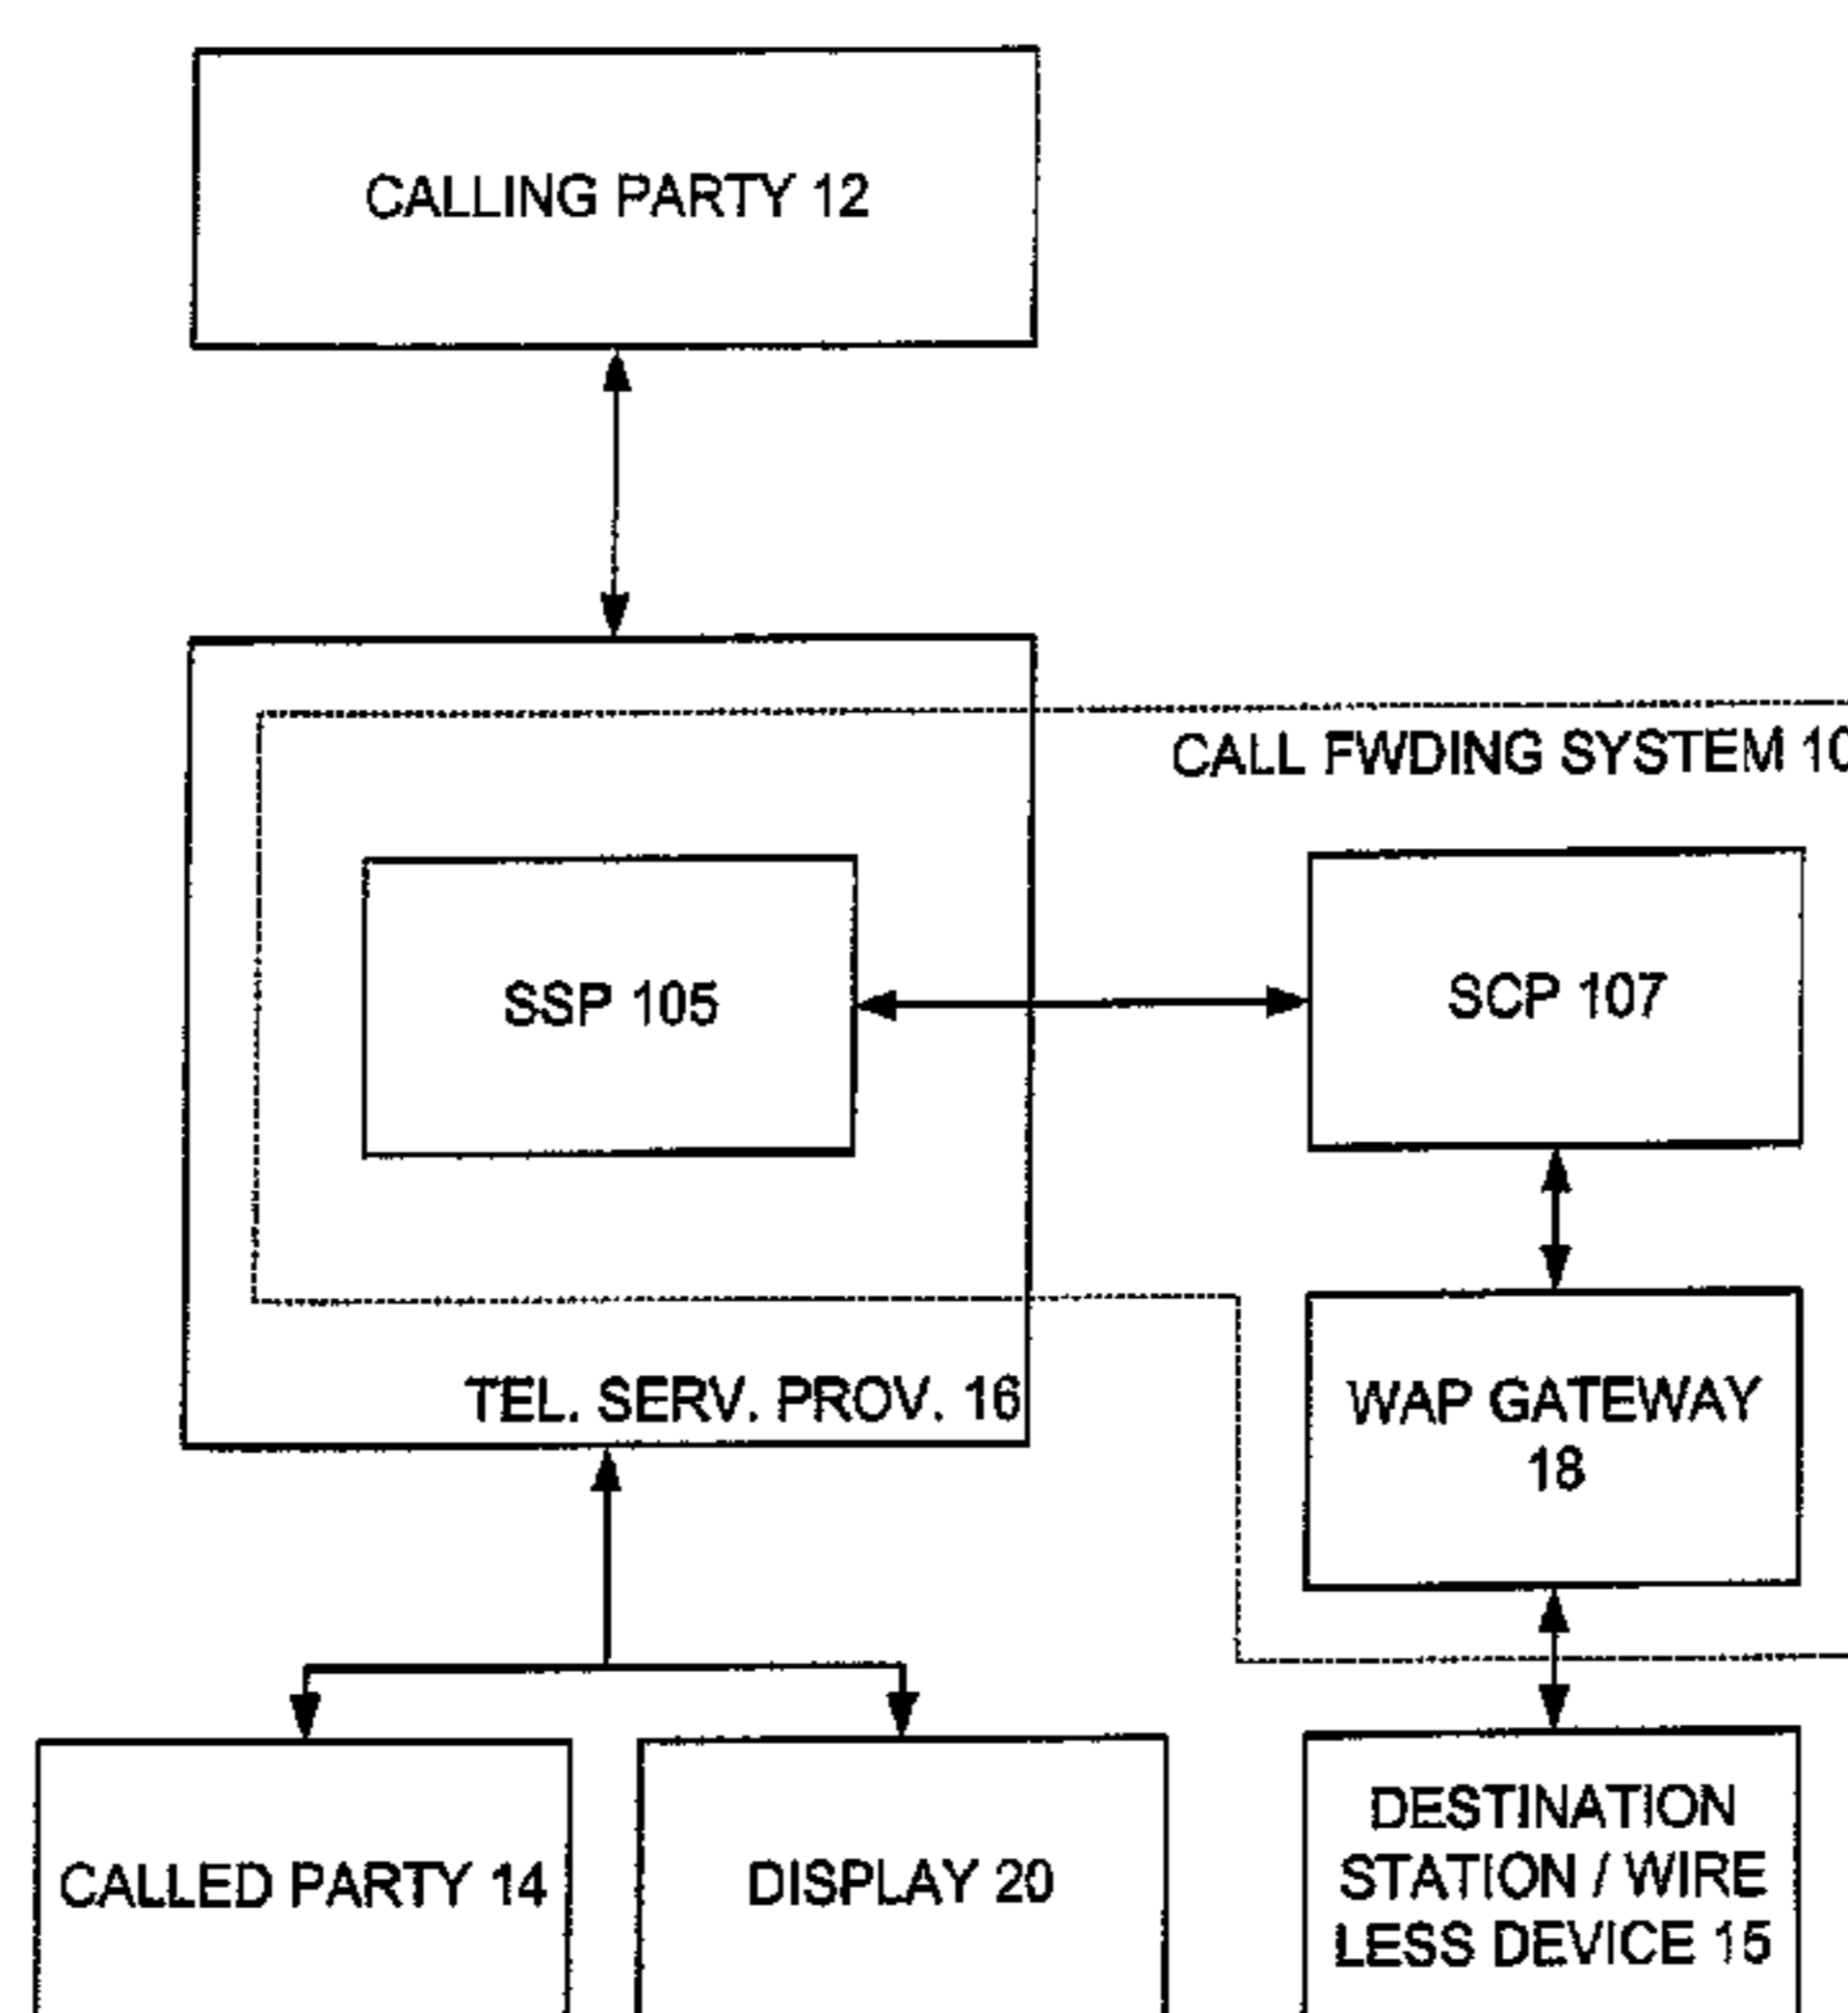 CALLING PARTY 12
CALL FWDING SYSTEM 10
SSP 105
SCP 107
TEL. SERV. PROV. 16
WAP GATEWAY
18
CALLED PARTY 14
DISPLAY 20
DESTINATION
STATION / WIRE
LESS DEVICE 15